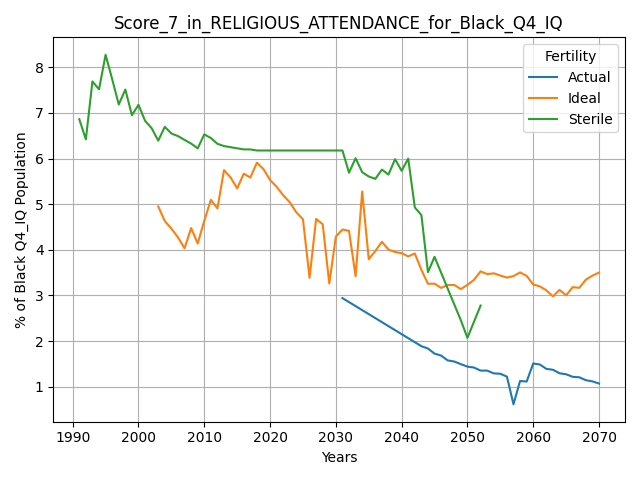 Score_7_in_RELIGIOUS_ATTENDANCE_for_Black_Q4_IQ
Fertility
Actual
Ideal
Sterile
% of Black Q4_IQ Population
8
7
6
5
4
3
2
1
1990 2000 2010 2020 2030 2040 2050 2060 2070
Years